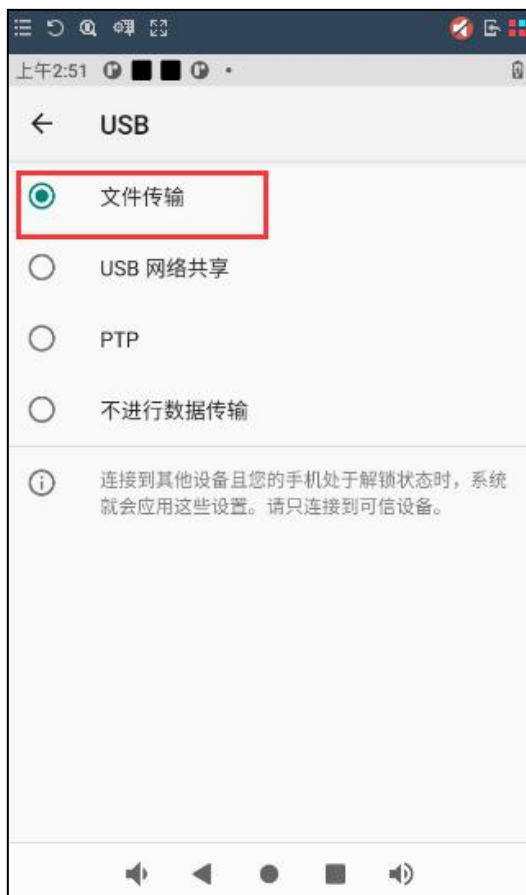 上午2:51
USB
文件传输
USB 网络共享
PTP
不进行数据传输
连接到其他设备且您的手机处于解锁状态时，系统
就会应用这些设置。请只连接到可信设备。